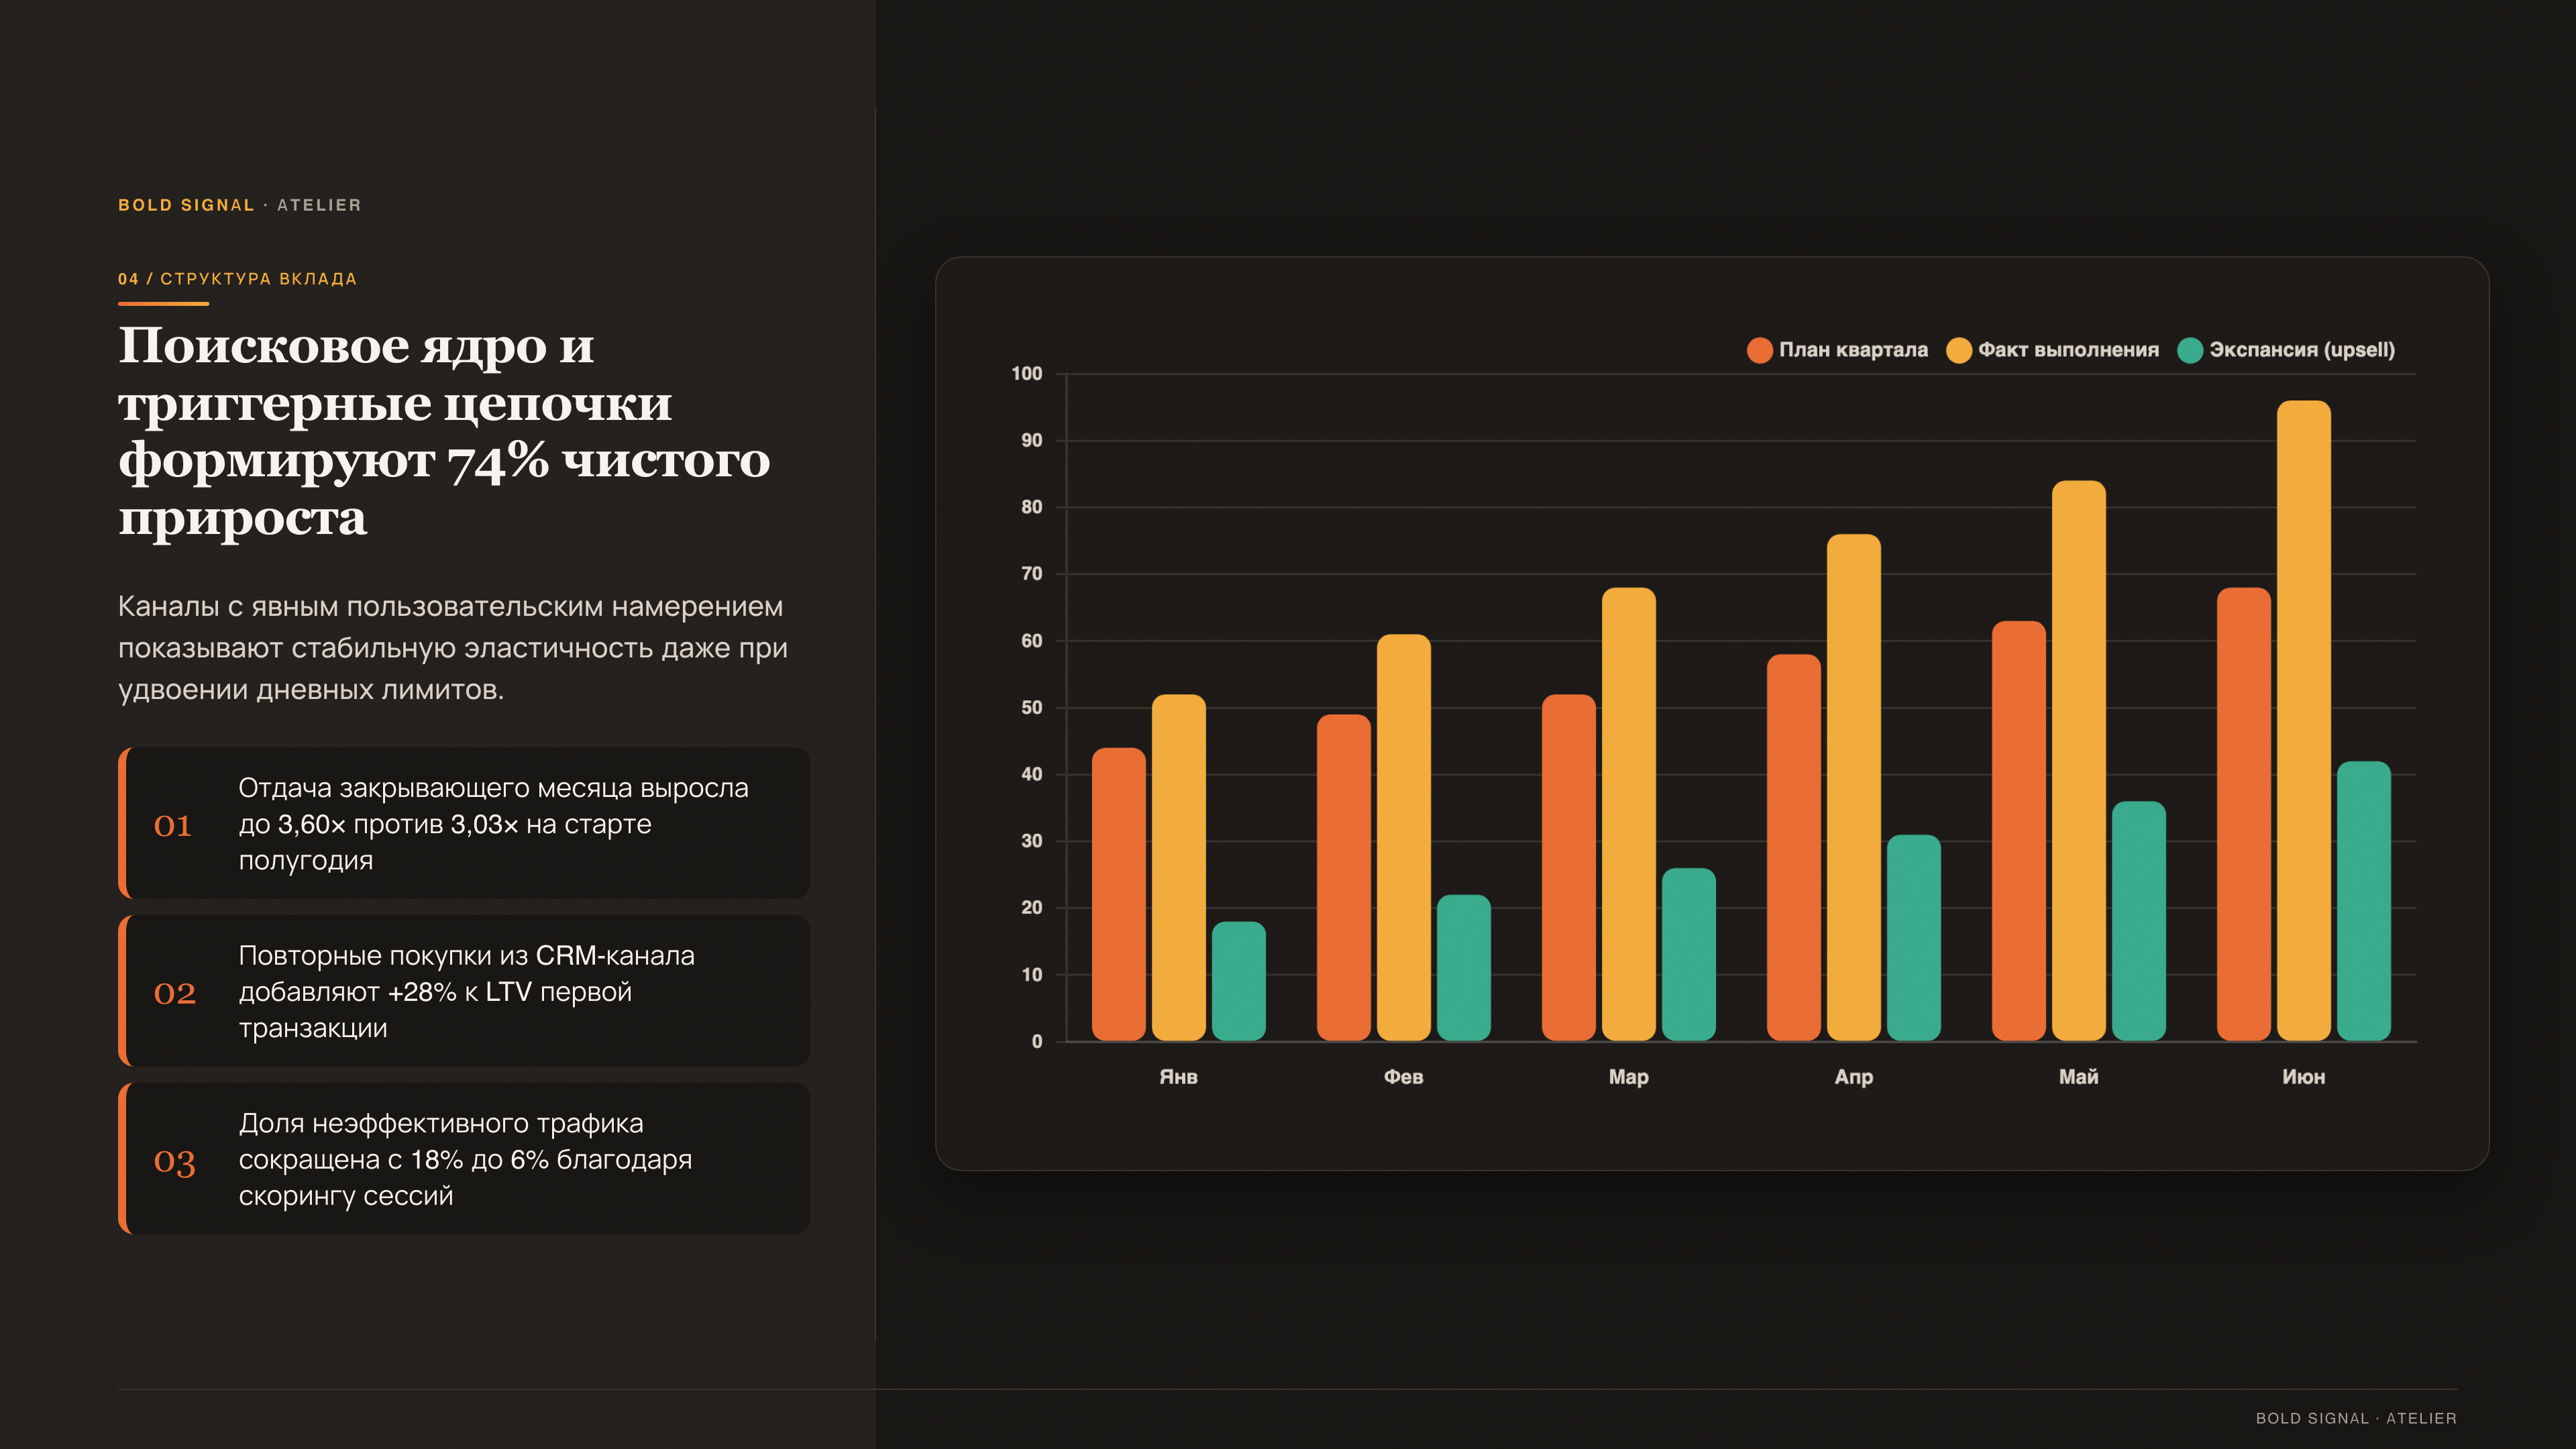 BOLD SIGNAL · ATELIER
04 / СТРУКТУРА ВКЛАДА
Поисковое ядро и
триггерные цепочки
формируют 74% чистого
прироста
Каналы с явным пользовательским намерением
показывают стабильную эластичность даже при
удвоении дневных лимитов.
01
Отдача закрывающего месяца выросла
до 3,60× против 3,03× на старте
полугодия
02
Повторные покупки из CRM-канала
добавляют +28% к LTV первой
транзакции
03
Доля неэффективного трафика
сокращена с 18% до 6% благодаря
скорингу сессий
План квартала Факт выполнения Экспансия (upsell)
100
90
80
70
60
50
40
30
20
10
0
Янв Фев Мар Апр Май Июн
BOLD SIGNAL · ATELIER